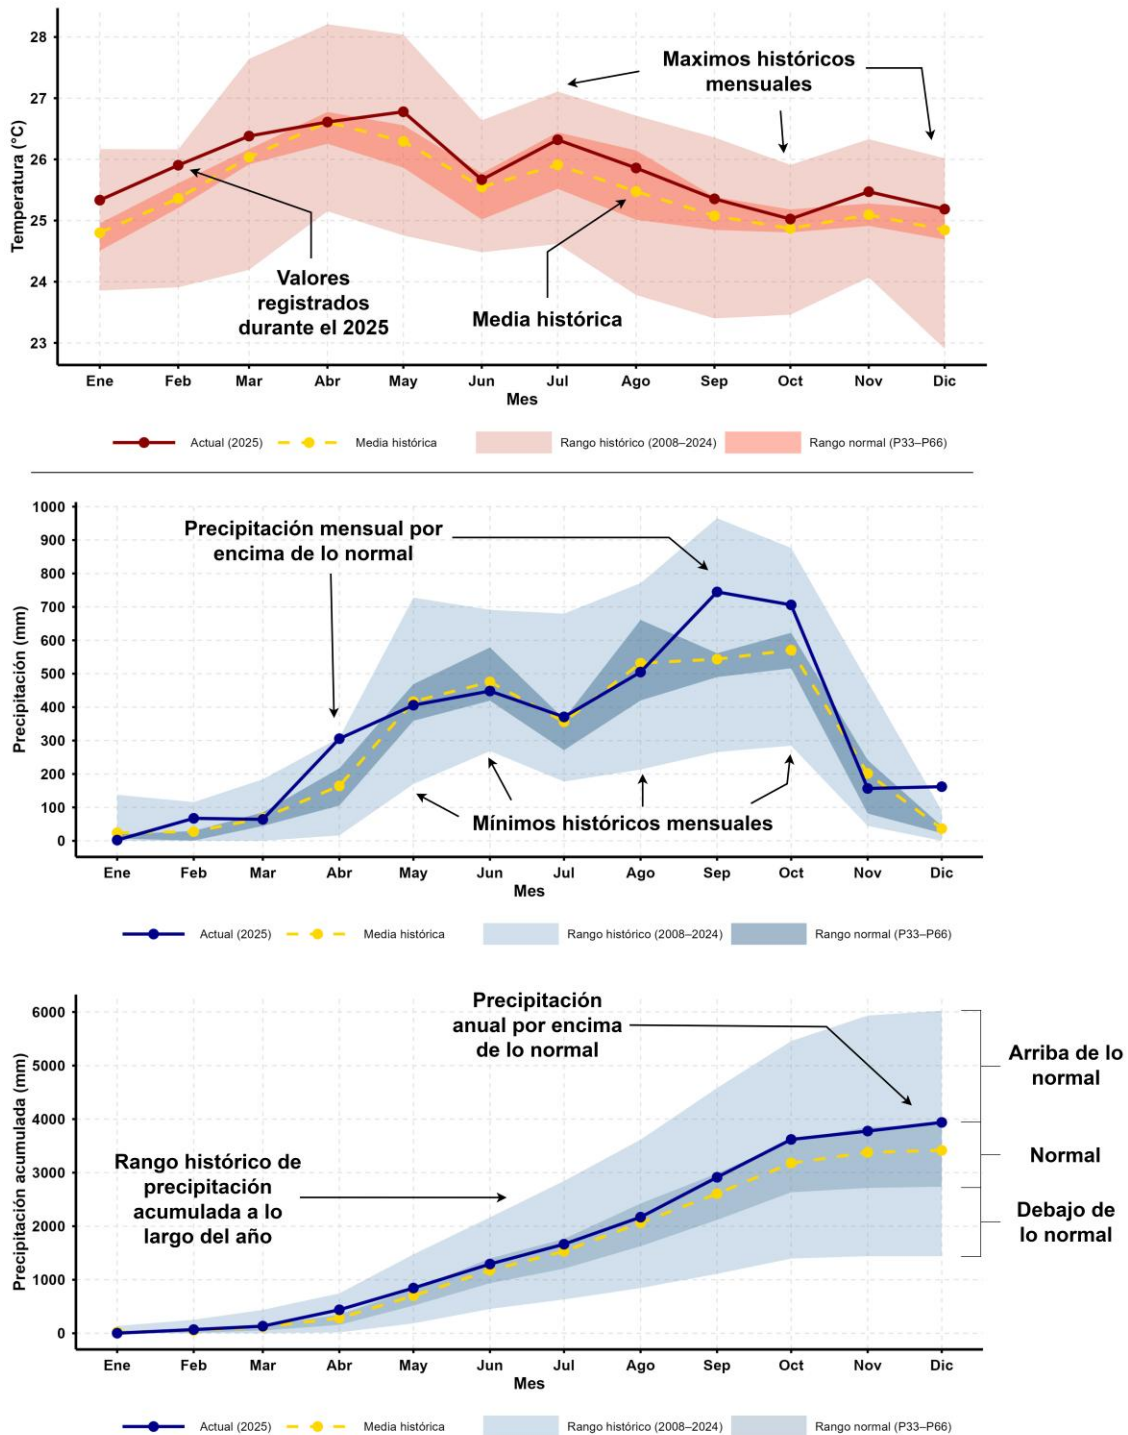 28
27
26
25
24
23
Temperatura (°C)
Maximos históricos
mensuales
Valores
registrados
durante el 2025
Media histórica
Ene Feb Mar Abr May Jun Jul Ago Sep Oct Nov Dic
Mes
Actual (2025) Media histórica Rango histórico (2008–2024) Rango normal (P33–P66)
1000
900
800
700
600
500
400
300
200
100
0
Precipitación (mm)
Precipitación mensual por
encima de lo normal
Mínimos históricos mensuales
Ene Feb Mar Abr May Jun Jul Ago Sep Oct Nov Dic
Mes
Actual (2025) Media histórica Rango histórico (2008–2024) Rango normal (P33–P66)
6000
5000
4000
3000
2000
1000
0
Precipitación acumulada (mm)
Precipitación
anual por encima
de lo normal
Rango histórico de
precipitación
acumulada a lo
largo del año
Arriba de lo
normal
Normal
Debajo de
lo normal
Ene Feb Mar Abr May Jun Jul Ago Sep Oct Nov Dic
Mes
Actual (2025) Media histórica Rango histórico (2008–2024) Rango normal (P33–P66)